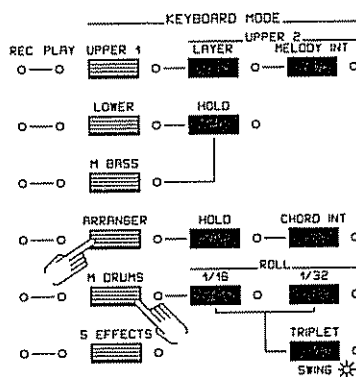 KEYBOARD MODE
UPPER 2
REC PLAY UPPER 1 LAYER MELODY INT
LOWER HOLD
M BASS
ARRANGER HOLD CHORD INT
ROLL
M DRUMS 1/16 1/32
S EFFECTS TRIPLET
SWING